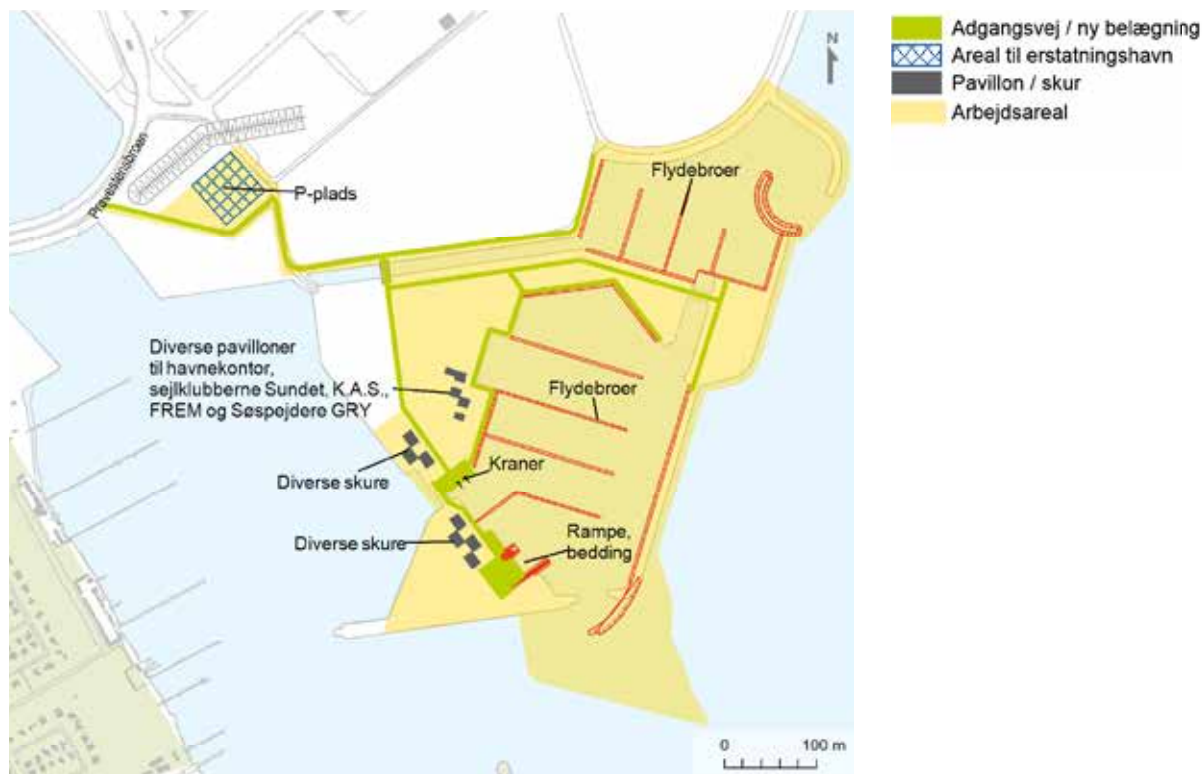 Adgangsvej / ny belægning
Areal til erstatningshavn
Pavillon / skur
Arbejdsareal
N
Prøvestensbroen
P-plads
Flydebroer
Diverse pavilloner
til havnekontor,
sejlklubberne Sundet, K.A.S.,
FREM og Søspejdere GRY
Flydebroer
Diverse skure
Kraner
Diverse skure
Rampe,
bedding
0 100 m